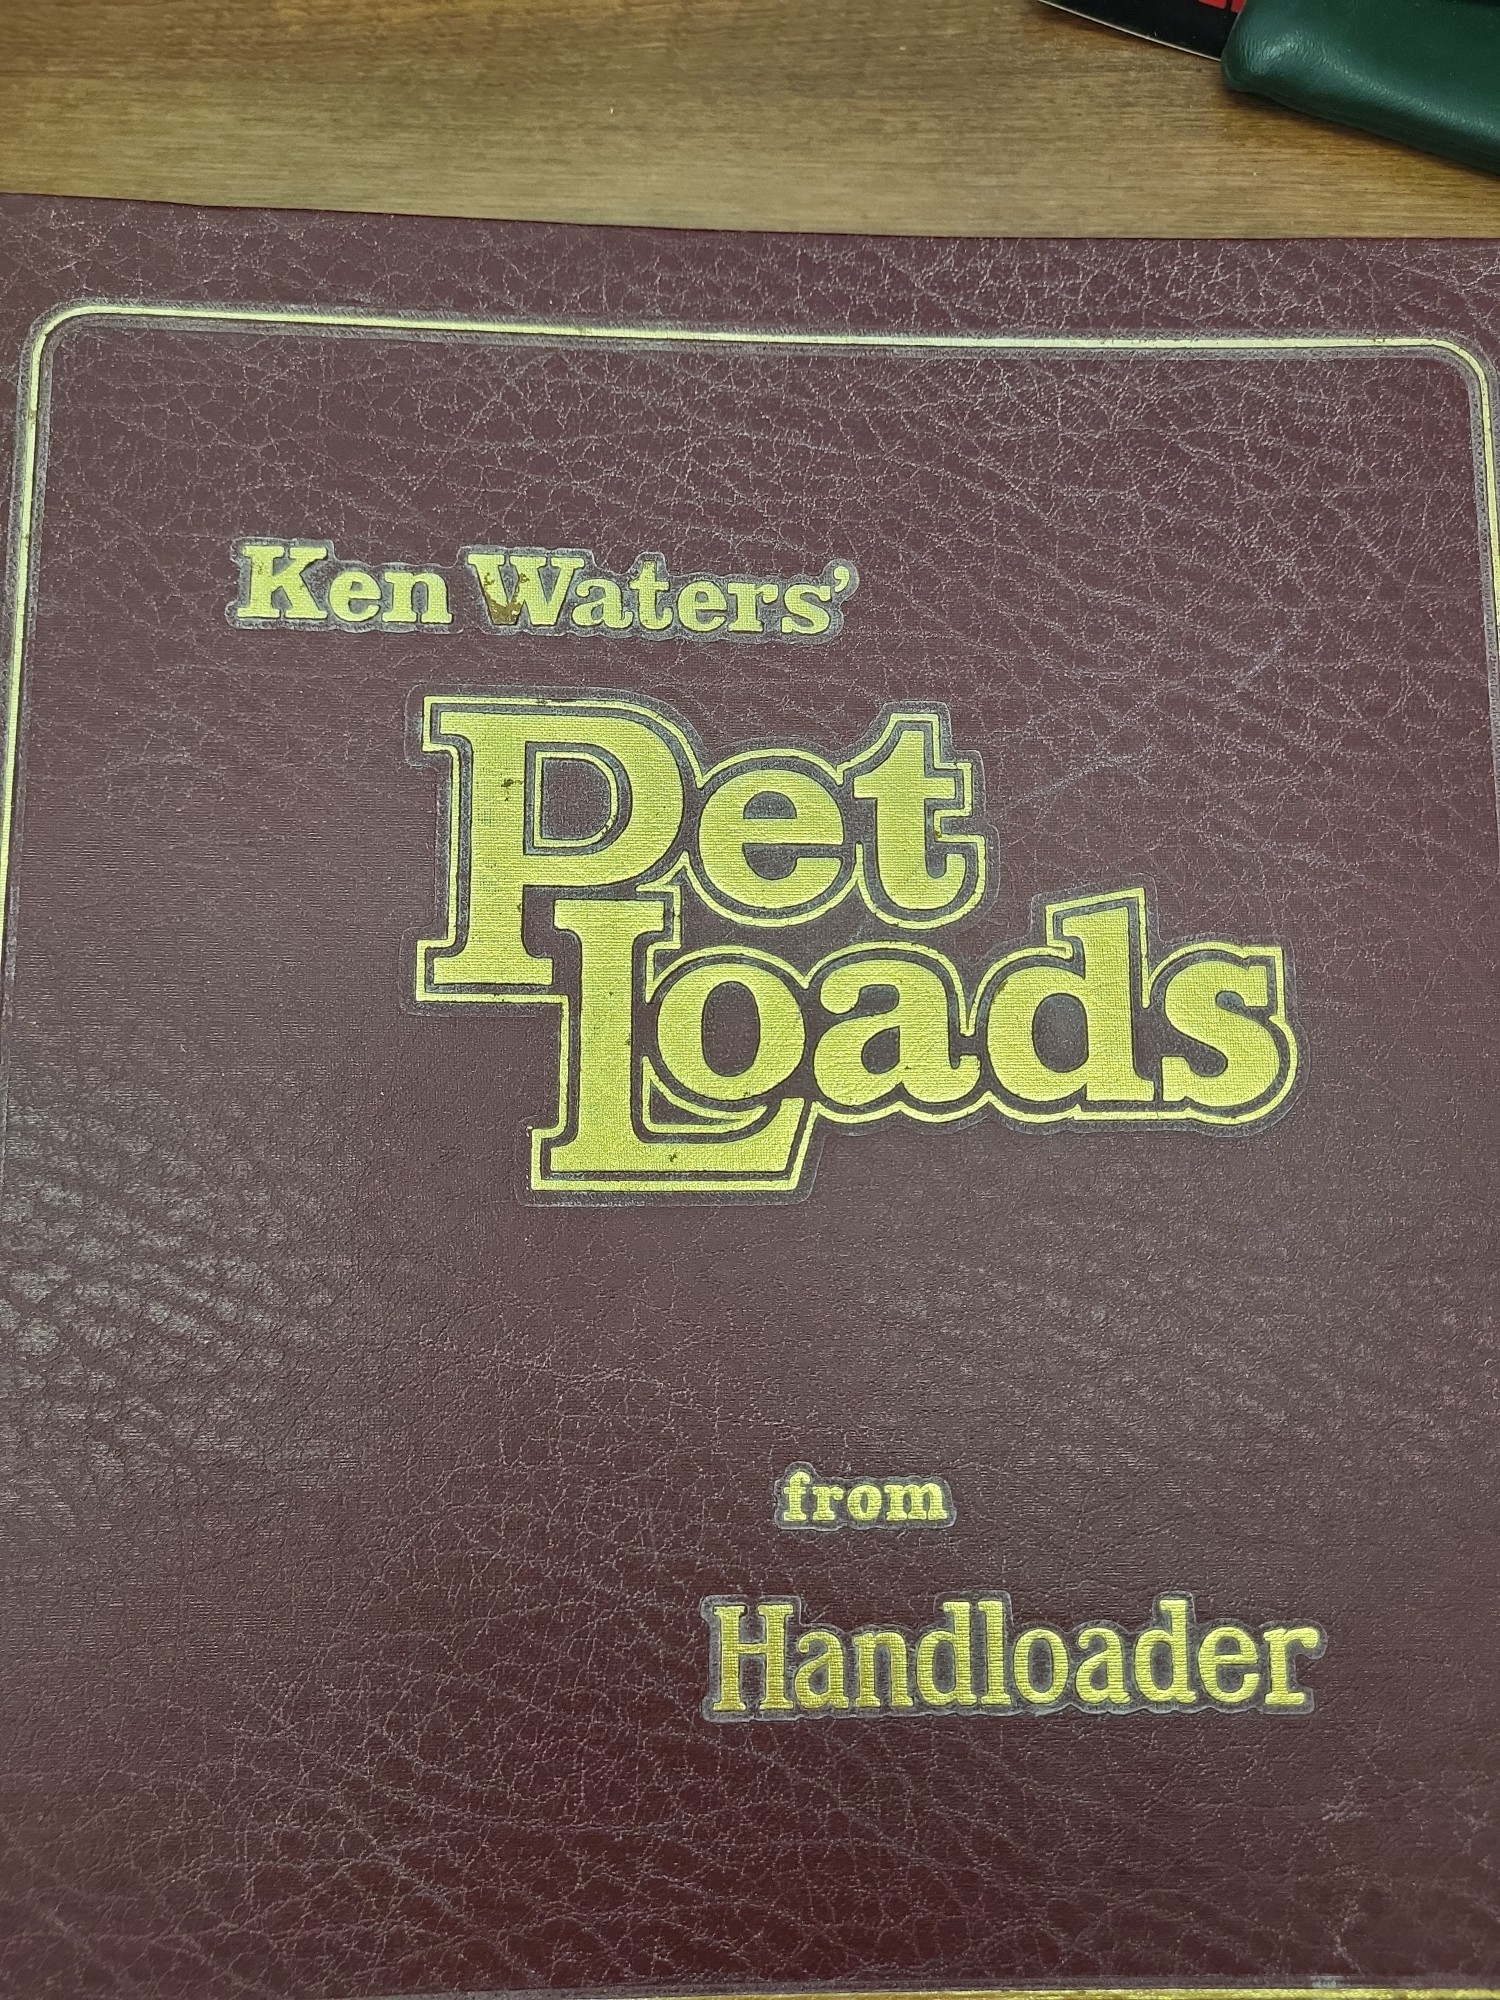 Ken Waters'
Pet
Loads
from
Handloader